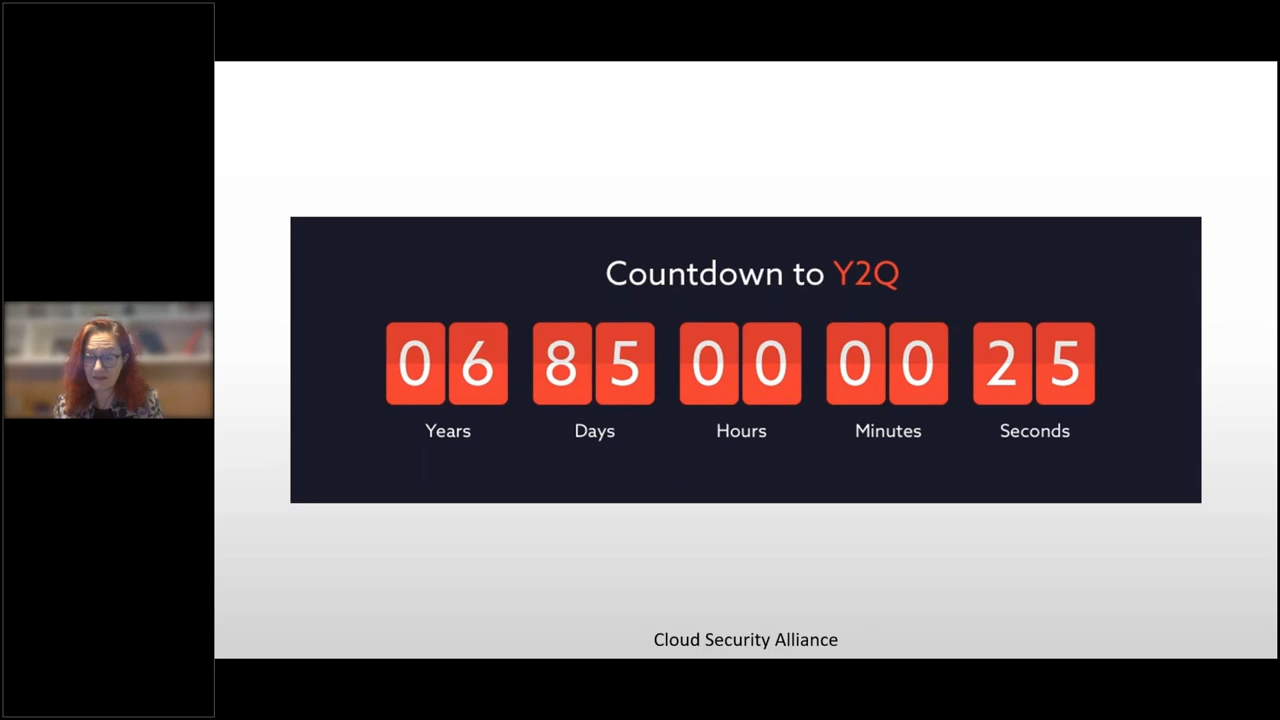 Countdown to Y2Q
06 85 00 00 25
Years Days Hours Minutes Seconds
Cloud Security Alliance